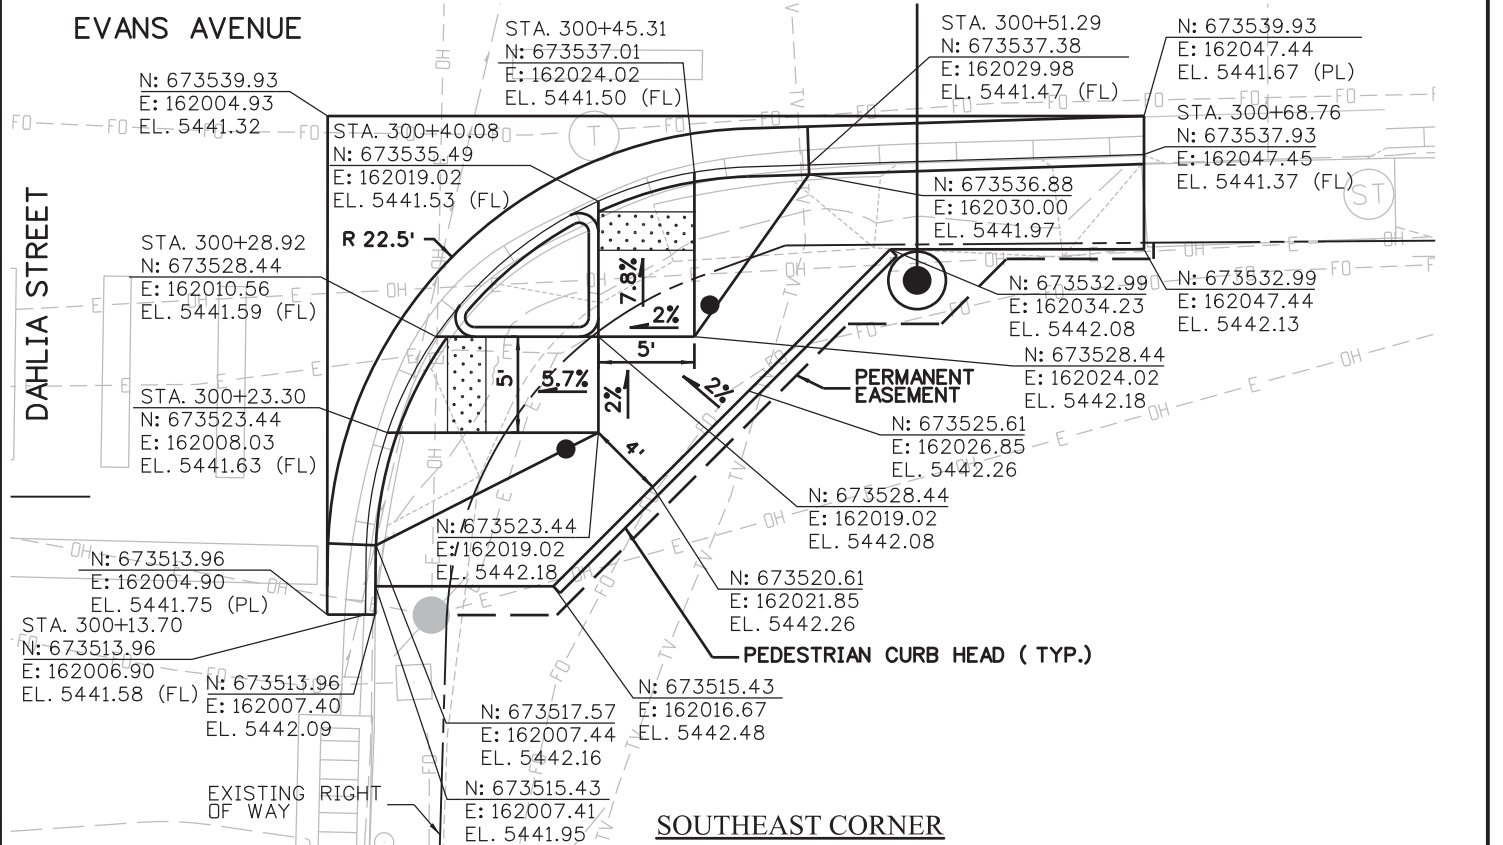 EVANS AVENUE
STA. 300+45.31
N: 673537.01
E: 162024.02
EL. 5441.50 (FL)
STA. 300+51.29
N: 673537.38
E: 162029.98
EL. 5441.47 (FL)
N: 673539.93
E: 162047.44
EL. 5441.67 (PL)
N: 673539.93
E: 162004.93
EL. 5441.32
STA. 300+40.08
N: 673535.49
E: 162019.02
EL. 5441.53 (FL)
STA. 300+68.76
N: 673537.93
E: 162047.45
EL. 5441.37 (FL)
N: 673536.88
E: 162030.00
EL. 5441.97
T
ST
DAHLIA STREET
R 22.5'
STA. 300+28.92
N: 673528.44
E: 162010.56
EL. 5441.59 (FL)
7.8%
2%
5'
5'
5.7%
2%
2%
4'
N: 673532.99
E: 162034.23
EL. 5442.08
N: 673532.99
E: 162047.44
EL. 5442.13
N: 673528.44
E: 162024.02
EL. 5442.18
PERMANENT
EASEMENT
STA. 300+23.30
N: 673523.44
E: 162008.03
EL. 5441.63 (FL)
N: 673525.61
E: 162026.85
EL. 5442.26
N: 673528.44
E: 162019.02
EL. 5442.08
N: 673523.44
E: 162019.02
EL. 5442.18
N: 673513.96
E: 162004.90
EL. 5441.75 (PL)
N: 673520.61
E: 162021.85
EL. 5442.26
STA. 300+13.70
N: 673513.96
E: 162006.90
EL. 5441.58 (FL)
PEDESTRIAN CURB HEAD ( TYP.)
N: 673513.96
E: 162007.40
EL. 5442.09
N: 673515.43
E: 162016.67
EL. 5442.48
N: 673517.57
E: 162007.44
EL. 5442.16
N: 673515.43
E: 162007.41
EL. 5441.95
EXISTING RIGHT
OF WAY
SOUTHEAST CORNER